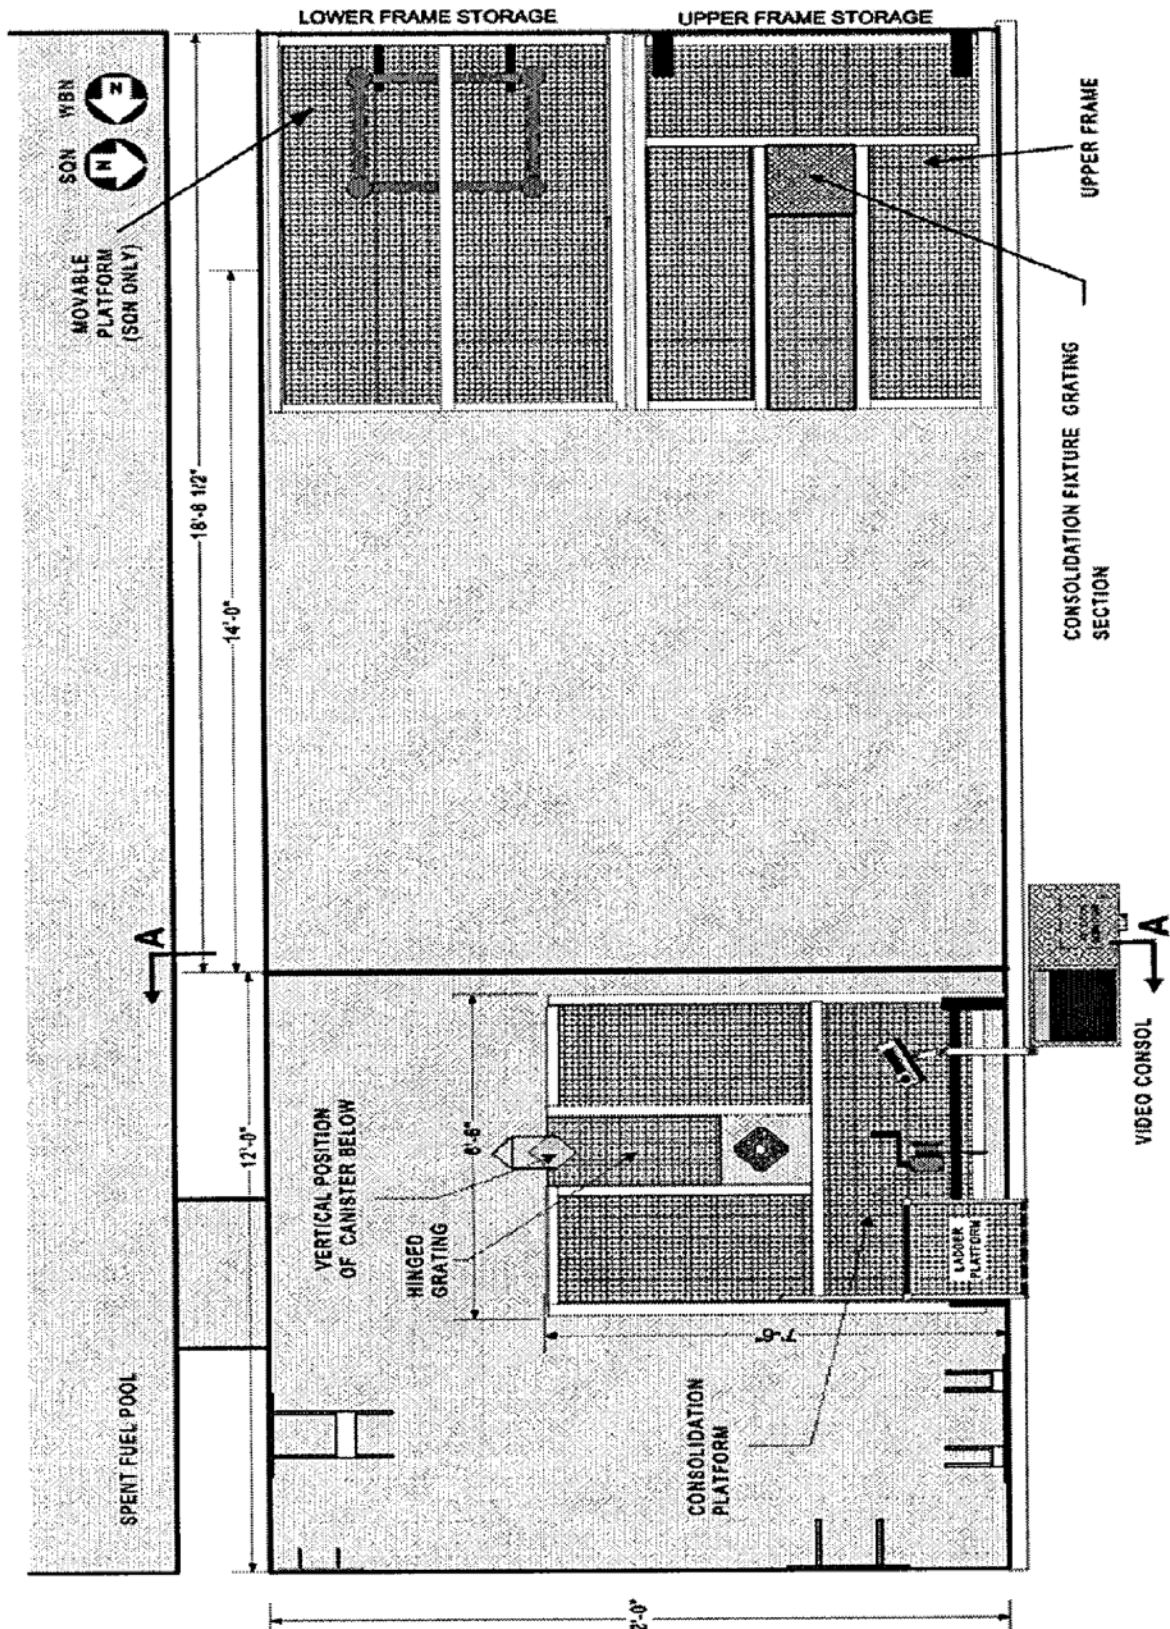 LOWER FRAME STORAGE
UPPER FRAME STORAGE
SQN
WBN
N
N
MOVABLE
PLATFORM
(SQN ONLY)
UPPER FRAME
CONSOLIDATION FIXTURE GRATING
SECTION
18'-8 1/2"
14'-0"
A
A
12'-0"
6'-6"
7'-6"
VERTICAL POSITION
OF CANISTER BELOW
HINGED
GRATING
LADDER
PLATFORM
VIDEO CONSOL
CONSOLIDATION
PLATFORM
SPENT FUEL POOL
2'-0"